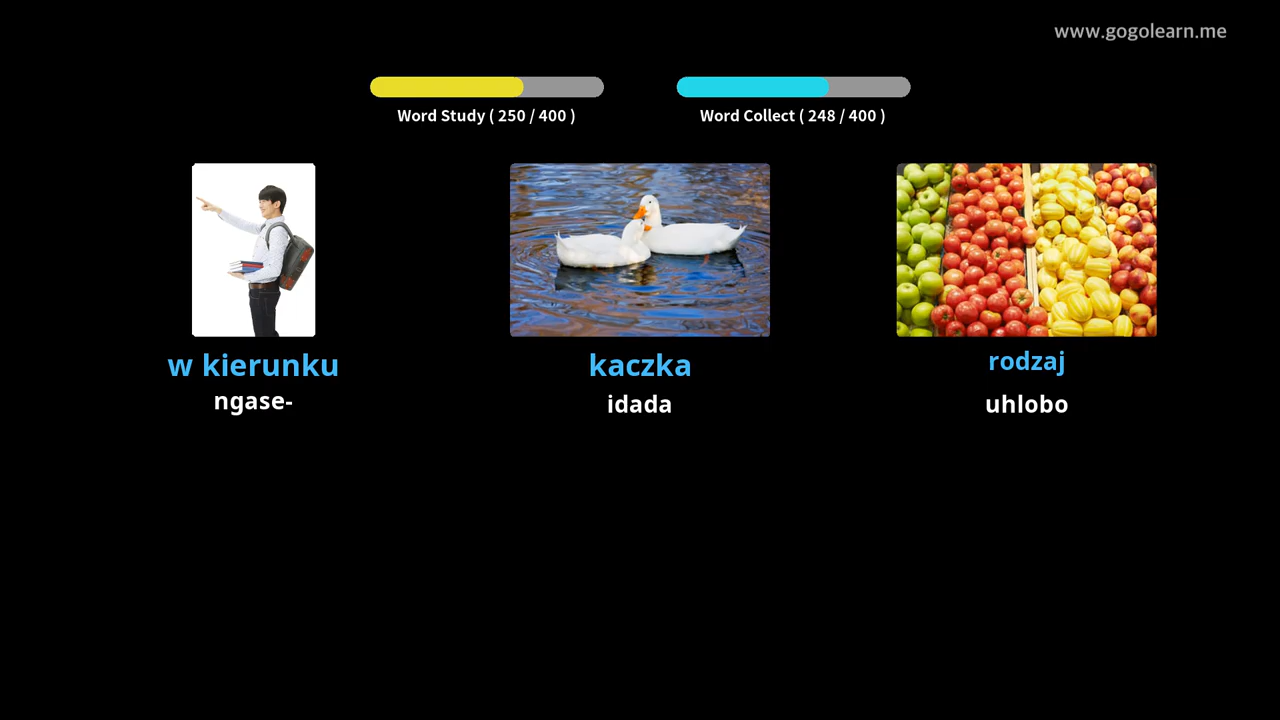 www.gogolearn.me
Word Study ( 250 / 400 )
Word Collect ( 248 / 400 )
w kierunku
ngase-
kaczka
idada
rodzaj
uhlobo